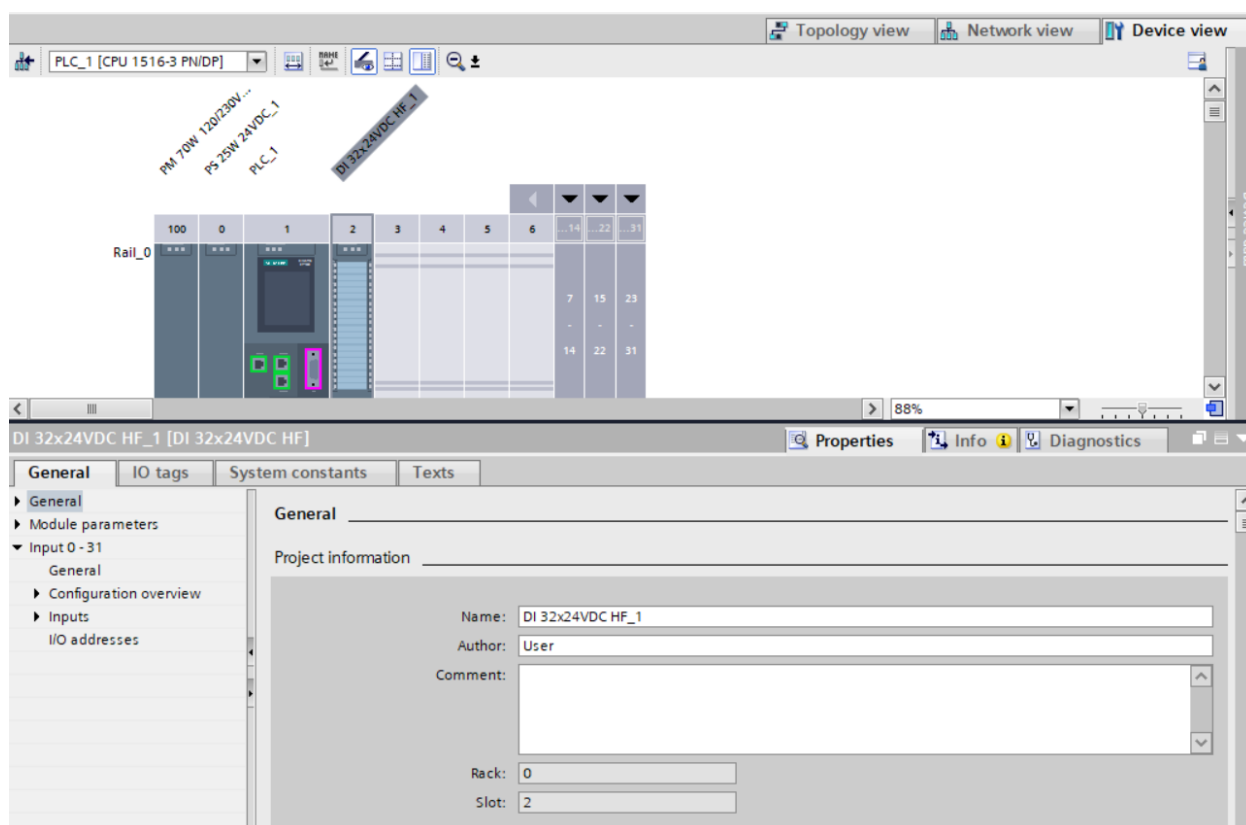 Topology view Network view Device view
PLC_1 [CPU 1516-3 PN/DP]
PM 70W 120/230V...
PS 25W 24VDC_1
PLC_1
DI 32x24VDC HF_1
100 0 1 2 3 4 5 6 ...14 ...22 ...31
Rail_0
SIEMENS
7 15 23
- - -
14 22 31
88%
DI 32x24VDC HF_1 [DI 32x24VDC HF]
Properties Info Diagnostics
General IO tags System constants Texts
General
Module parameters
Input 0 - 31
General
Configuration overview
Inputs
I/O addresses
General
Project information
Name: DI 32x24VDC HF_1
Author: User
Comment:
Rack: 0
Slot: 2